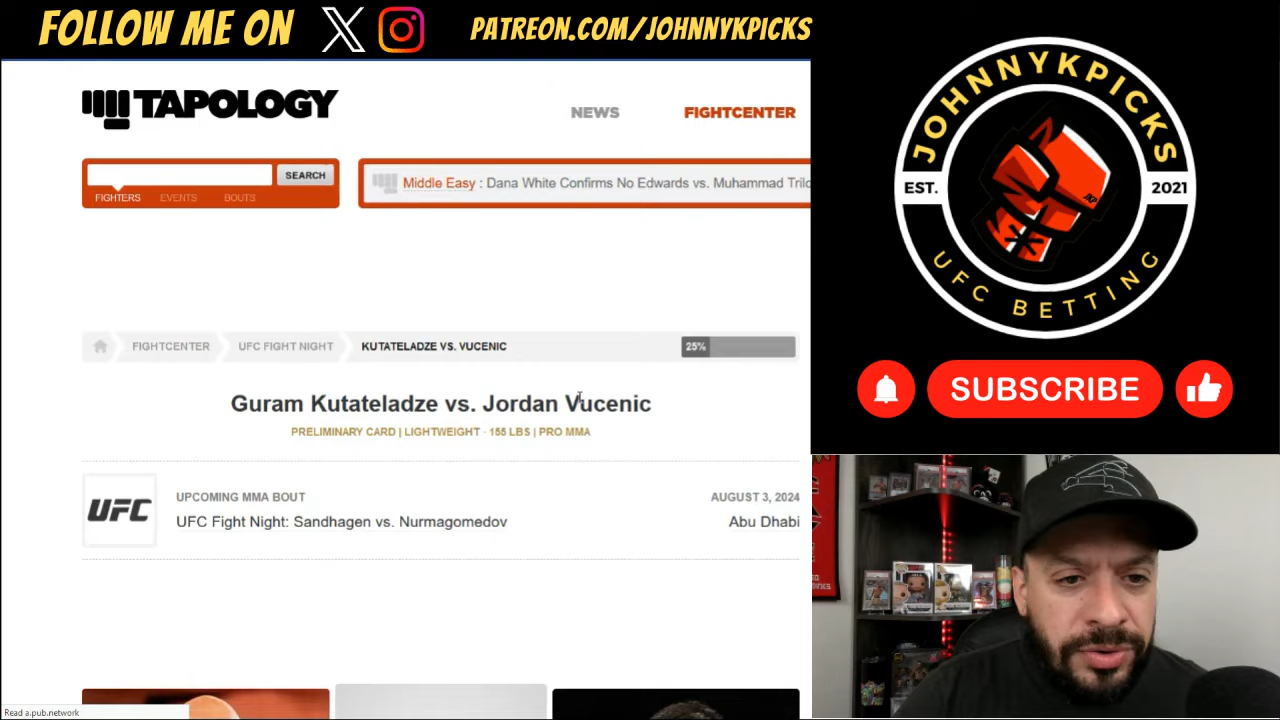 FOLLOW ME ON
PATREON.COM/JOHNNYKPICKS
TAPOLOGY
NEWS
FIGHTCENTER
SEARCH
FIGHTERS
EVENTS
BOUTS
Middle Easy : Dana White Confirms No Edwards vs. Muhammad Trilo
FIGHTCENTER
UFC FIGHT NIGHT
KUTATELADZE VS. VUCENIC
25%
Guram Kutateladze vs. Jordan Vucenic
PRELIMINARY CARD | LIGHTWEIGHT · 155 LBS | PRO MMA
UFC
UPCOMING MMA BOUT
AUGUST 3, 2024
UFC Fight Night: Sandhagen vs. Nurmagomedov
Abu Dhabi
Read a.pub.network
JOHNNYKPICKS
EST.
2021
JKP
UFC BETTING
SUBSCRIBE